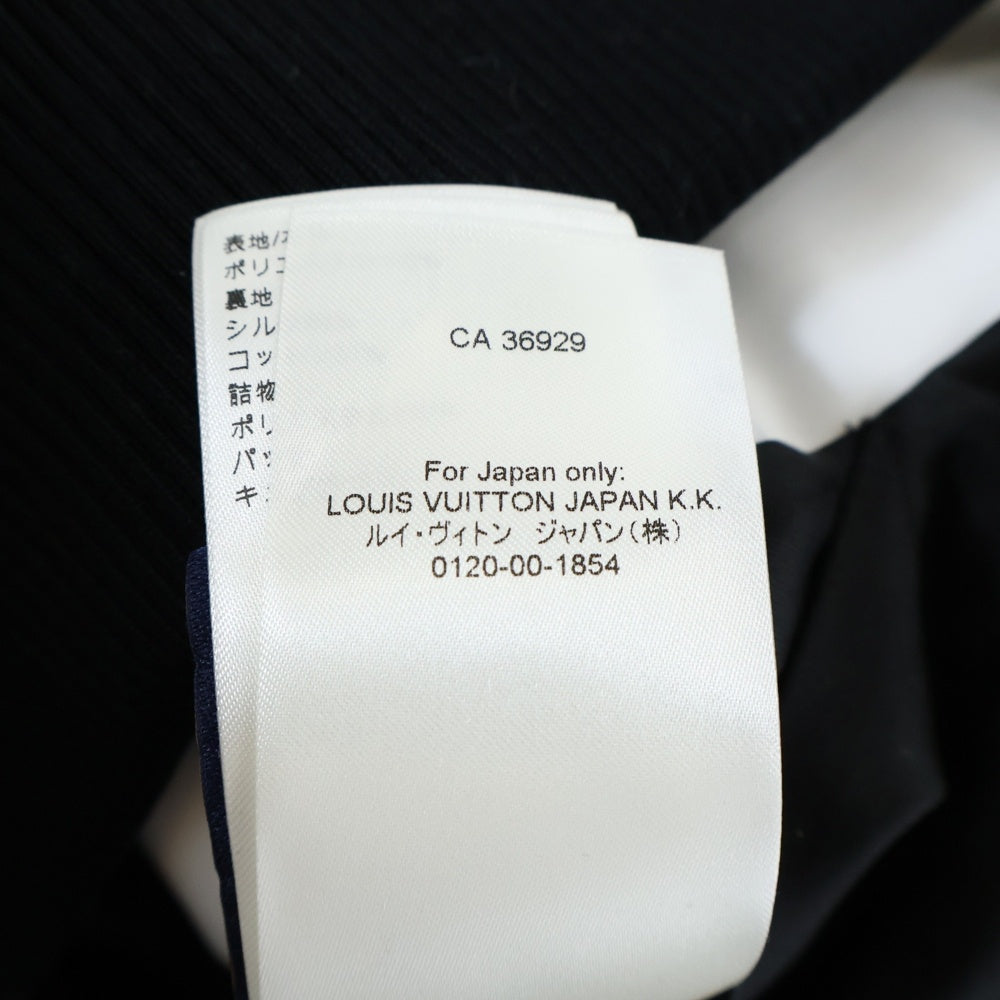 表地/
ポリ
裏地
シル
コッ
詰物
ポリ
パッ
キ
CA 36929
For Japan only:
LOUIS VUITTON JAPAN K.K.
ルイ・ヴィトン ジャパン(株)
0120-00-1854